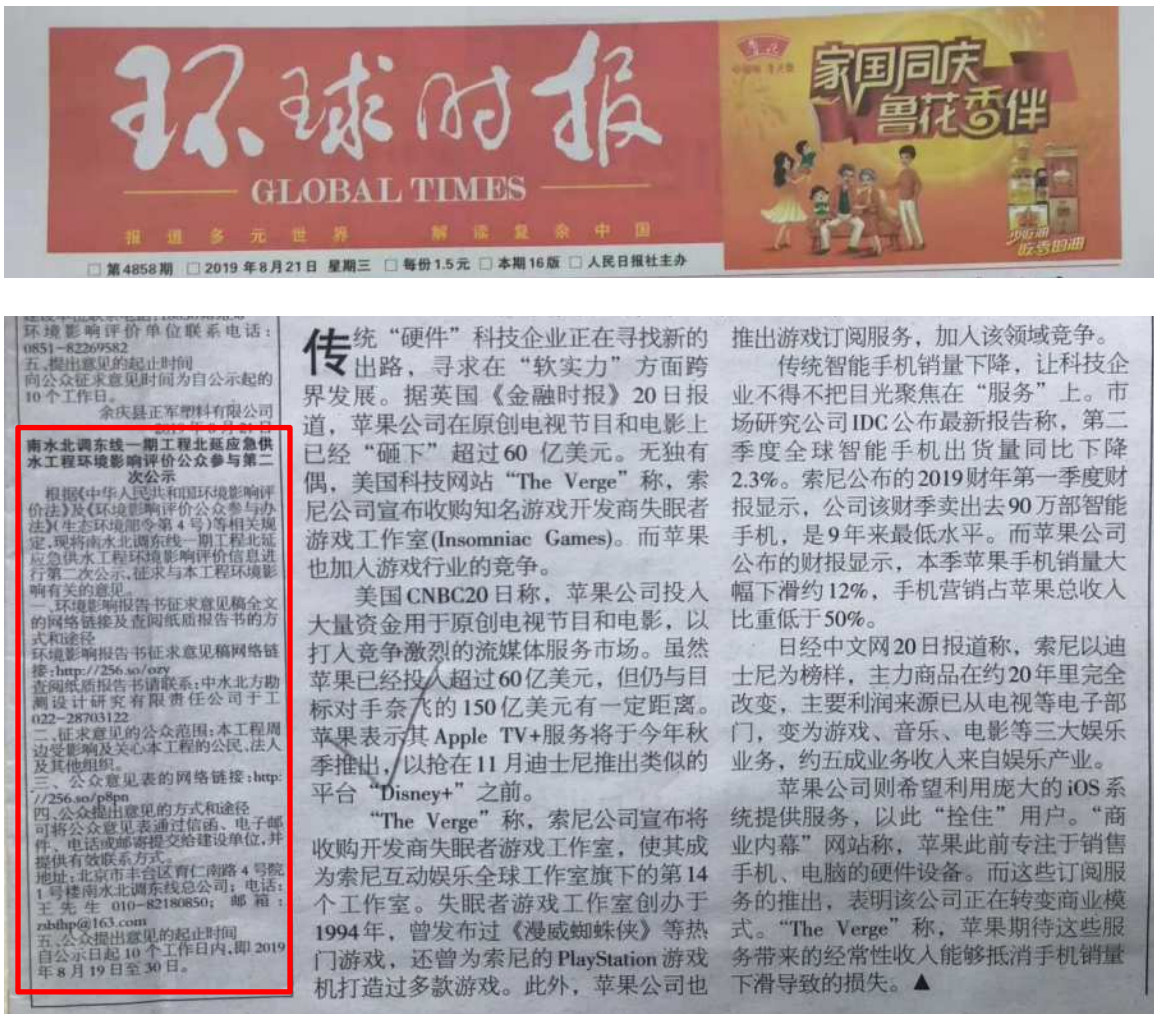 环球时报
GLOBAL TIMES
报道多元世界 解读复杂中国
鲁花
家国同庆
鲁花香伴
少吃油
吃香的油
□第4858期 □2019年8月21日 星期三 □每份1.5元 □本期16版 □人民日报社主办
环境影响评价单位联系电话:
0851-82269582
五、提出意见的起止时间
向公众征求意见时间为自公示起的
10个工作日。
余庆县正军塑料有限公司
2019年8月21日
南水北调东线一期工程北延应急供
水工程环境影响评价公众参与第二
次公示
根据《中华人民共和国环境影响评
价法》及《环境影响评价公众参与办
法》(生态环境部令第4号)等相关规
定,现将南水北调东线一期工程北延
应急供水工程环境影响评价信息进
行第二次公示,征求与本工程环境影
响有关的意见。
一、环境影响报告书征求意见稿全文
的网络链接及查阅纸质报告书的方
式和途径
环境影响报告书征求意见稿网络链
接:http://256.so/ozy
查阅纸质报告书请联系:中水北方勘
测设计研究有限责任公司于工
022-28703122
二、征求意见的公众范围:本工程周
边受影响及关心本工程的公民、法人
及其他组织。
三、公众意见表的网络链接:http:
//256.so/p8pn
四、公众提出意见的方式和途径
可将公众意见表通过信函、电子邮
件、电话或邮寄提交给建设单位,并
提供有效联系方式。
地址:北京市丰台区育仁南路4号院
1号楼南水北调东线总公司;电话:
王先生 010-82180850;邮箱:
zsbfhp@163.com
五、公众提出意见的起止时间
自公示日起10个工作日内,即2019
年8月19日至30日。
传统“硬件”科技企业正在寻找新的
出路，寻求在“软实力”方面跨
界发展。据英国《金融时报》20日报
道，苹果公司在原创电视节目和电影上
已经“砸下”超过60 亿美元。无独有
偶，美国科技网站“The Verge”称，索
尼公司宣布收购知名游戏开发商失眠者
游戏工作室(Insomniac Games)。而苹果
也加入游戏行业的竞争。
美国CNBC20日称，苹果公司投入
大量资金用于原创电视节目和电影，以
打入竞争激烈的流媒体服务市场。虽然
苹果已经投入超过60亿美元，但仍与目
标对手奈飞的150亿美元有一定距离。
苹果表示其Apple TV+服务将于今年秋
季推出，以抢在11月迪士尼推出类似的
平台“Disney+”之前。
“The Verge”称，索尼公司宣布将
收购开发商失眠者游戏工作室，使其成
为索尼互动娱乐全球工作室旗下的第14
个工作室。失眠者游戏工作室创办于
1994年，曾发布过《漫威蜘蛛侠》等热
门游戏，还曾为索尼的PlayStation游戏
机打造过多款游戏。此外，苹果公司也
推出游戏订阅服务，加入该领域竞争。
传统智能手机销量下降，让科技企
业不得不把目光聚焦在“服务”上。市
场研究公司IDC公布最新报告称，第二
季度全球智能手机出货量同比下降
2.3%。索尼公布的2019财年第一季度财
报显示，公司该财季卖出去90万部智能
手机，是9年来最低水平。而苹果公司
公布的财报显示，本季苹果手机销量大
幅下滑约12%，手机营销占苹果总收入
比重低于50%。
日经中文网20日报道称，索尼以迪
士尼为榜样，主力商品在约20年里完全
改变，主要利润来源已从电视等电子部
门，变为游戏、音乐、电影等三大娱乐
业务，约五成业务收入来自娱乐产业。
苹果公司则希望利用庞大的iOS系
统提供服务，以此“拴住”用户。“商
业内幕”网站称，苹果此前专注于销售
手机、电脑的硬件设备。而这些订阅服
务的推出，表明该公司正在转变商业模
式。“The Verge”称，苹果期待这些服
务带来的经常性收入能够抵消手机销量
下滑导致的损失。▲